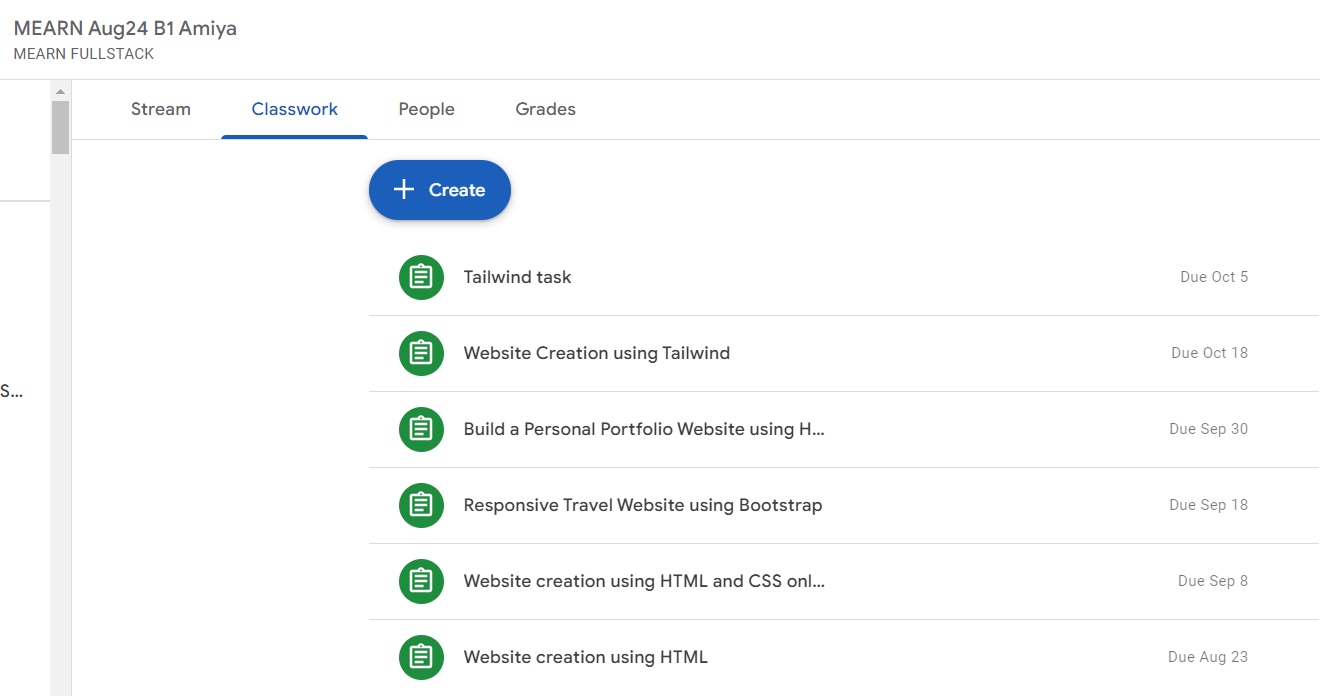 MEARN Aug24 B1 Amiya
MEARN FULLSTACK
Stream Classwork People Grades
Create
Tailwind task Due Oct 5
Website Creation using Tailwind Due Oct 18
S...
Build a Personal Portfolio Website using H... Due Sep 30
Responsive Travel Website using Bootstrap Due Sep 18
Website creation using HTML and CSS onl... Due Sep 8
Website creation using HTML Due Aug 23